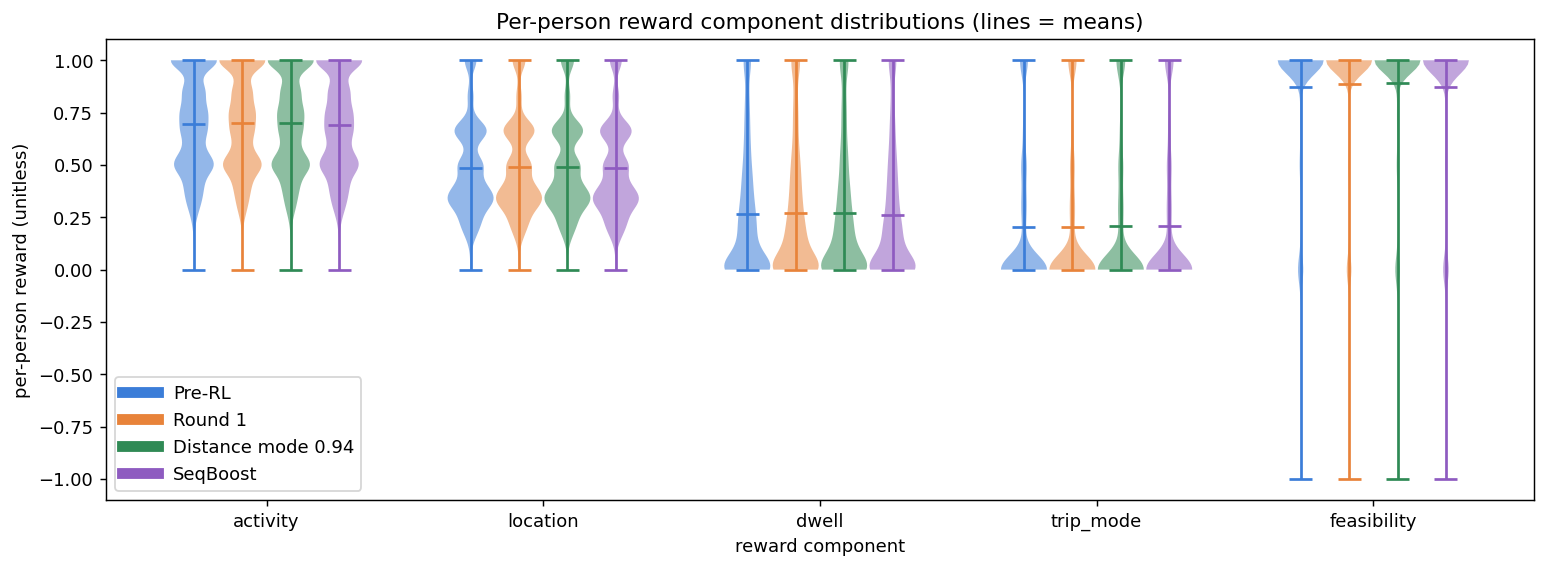 Per-person reward component distributions (lines = means)
per-person reward (unitless)
1.00
0.75
0.50
0.25
0.00
−0.25
−0.50
−0.75
−1.00
Pre-RL
Round 1
Distance mode 0.94
SeqBoost
activity
location
dwell
trip_mode
feasibility
reward component